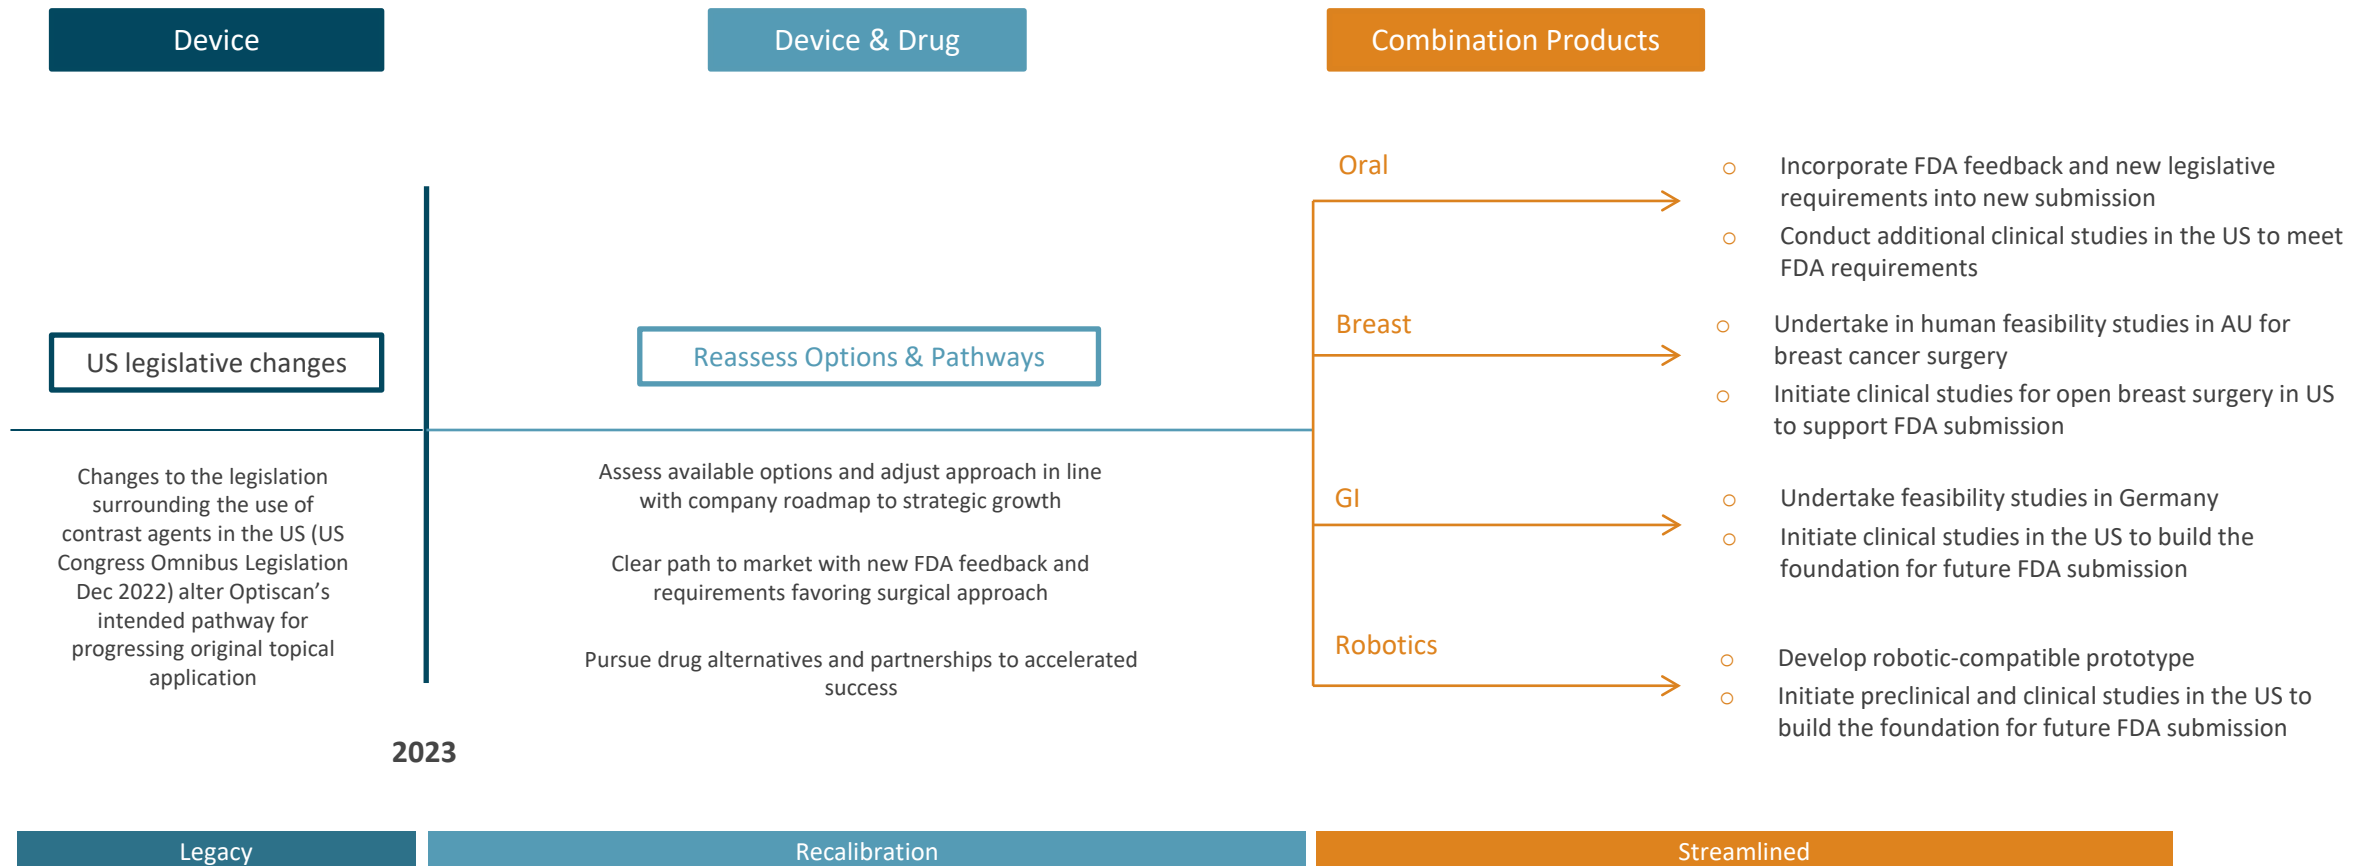 Device
Device & Drug
Combination Products
US legislative changes
Changes to the legislation
surrounding the use of
contrast agents in the US (US
Congress Omnibus Legislation
Dec 2022) alter Optiscan's
intended pathway for
progressing original topical
application
2023
Reassess Options & Pathways
Assess available options and adjust approach in line
with company roadmap to strategic growth
Clear path to market with new FDA feedback and
requirements favoring surgical approach
Pursue drug alternatives and partnerships to accelerated
success
Oral
o Incorporate FDA feedback and new legislative
requirements into new submission
o Conduct additional clinical studies in the US to meet
FDA requirements
Breast
o Undertake in human feasibility studies in AU for
breast cancer surgery
o Initiate clinical studies for open breast surgery in US
to support FDA submission
GI
o Undertake feasibility studies in Germany
o Initiate clinical studies in the US to build the
foundation for future FDA submission
Robotics
o Develop robotic-compatible prototype
o Initiate preclinical and clinical studies in the US to
build the foundation for future FDA submission
Legacy
Recalibration
Streamlined